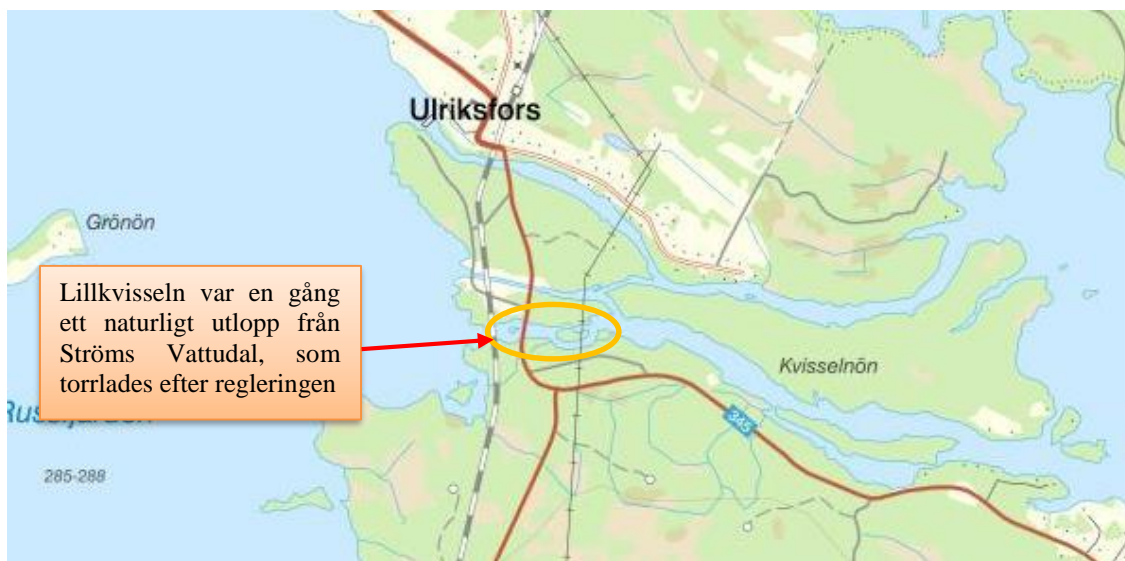 Ulriksfors
Grönön
Lillkvisseln var en gång
ett naturligt utlopp från
Ströms Vattudal, som
torrlades efter regleringen
Kvisselnön
345
285-288